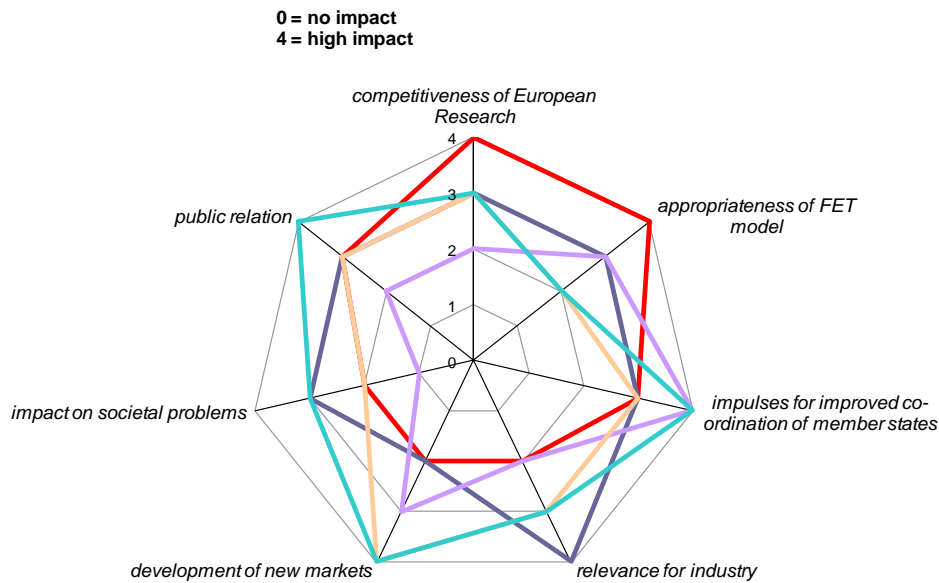 0 = no impact
4 = high impact
competitiveness of European
Research
4
3
2
1
0
public relation
appropriateness of FET
model
impact on societal problems
impulses for improved co-
ordination of member states
development of new markets
relevance for industry